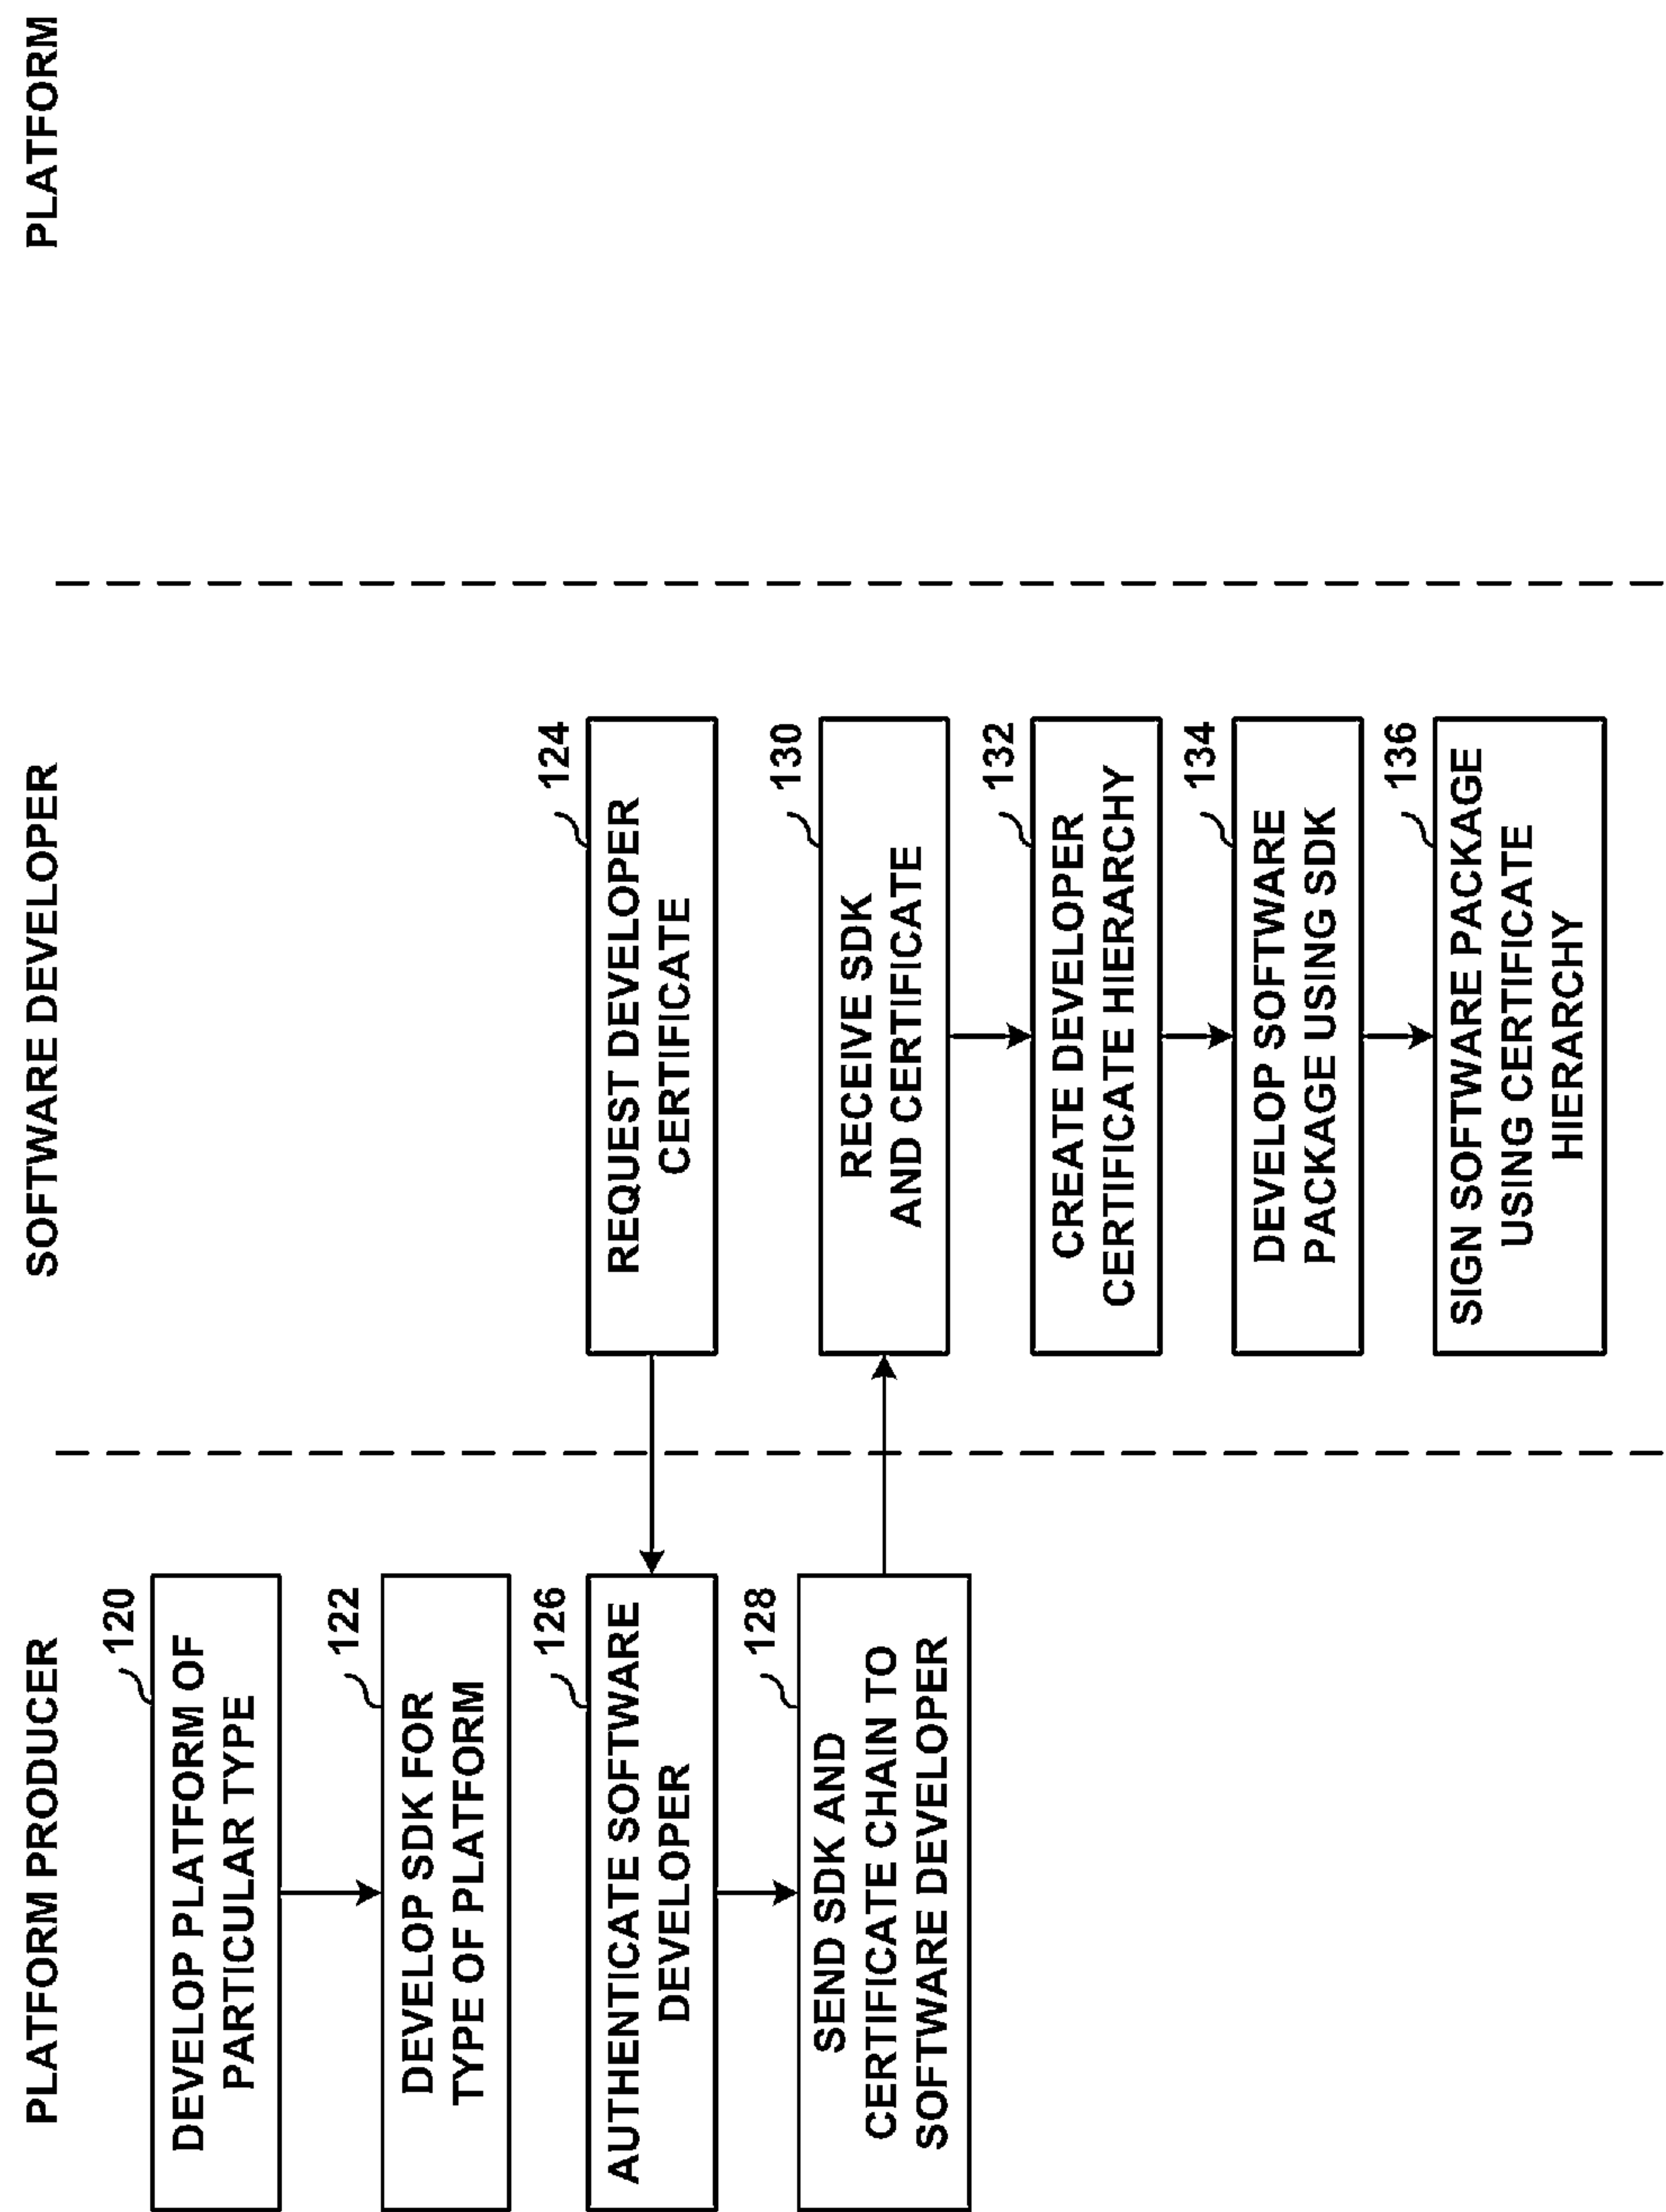 PLATFORM PRODUCER
SOFTWARE DEVELOPER
PLATFORM
120
DEVELOP PLATFORM OF
PARTICULAR TYPE
122
DEVELOP SDK FOR
TYPE OF PLATFORM
124
REQUEST DEVELOPER
CERTIFICATE
126
AUTHENTICATE SOFTWARE
DEVELOPER
128
SEND SDK AND
CERTIFICATE CHAIN TO
SOFTWARE DEVELOPER
130
RECEIVE SDK
AND CERTIFICATE
132
CREATE DEVELOPER
CERTIFICATE HIERARCHY
134
DEVELOP SOFTWARE
PACKAGE USING SDK
136
SIGN SOFTWARE PACKAGE
USING CERTIFICATE
HIERARCHY